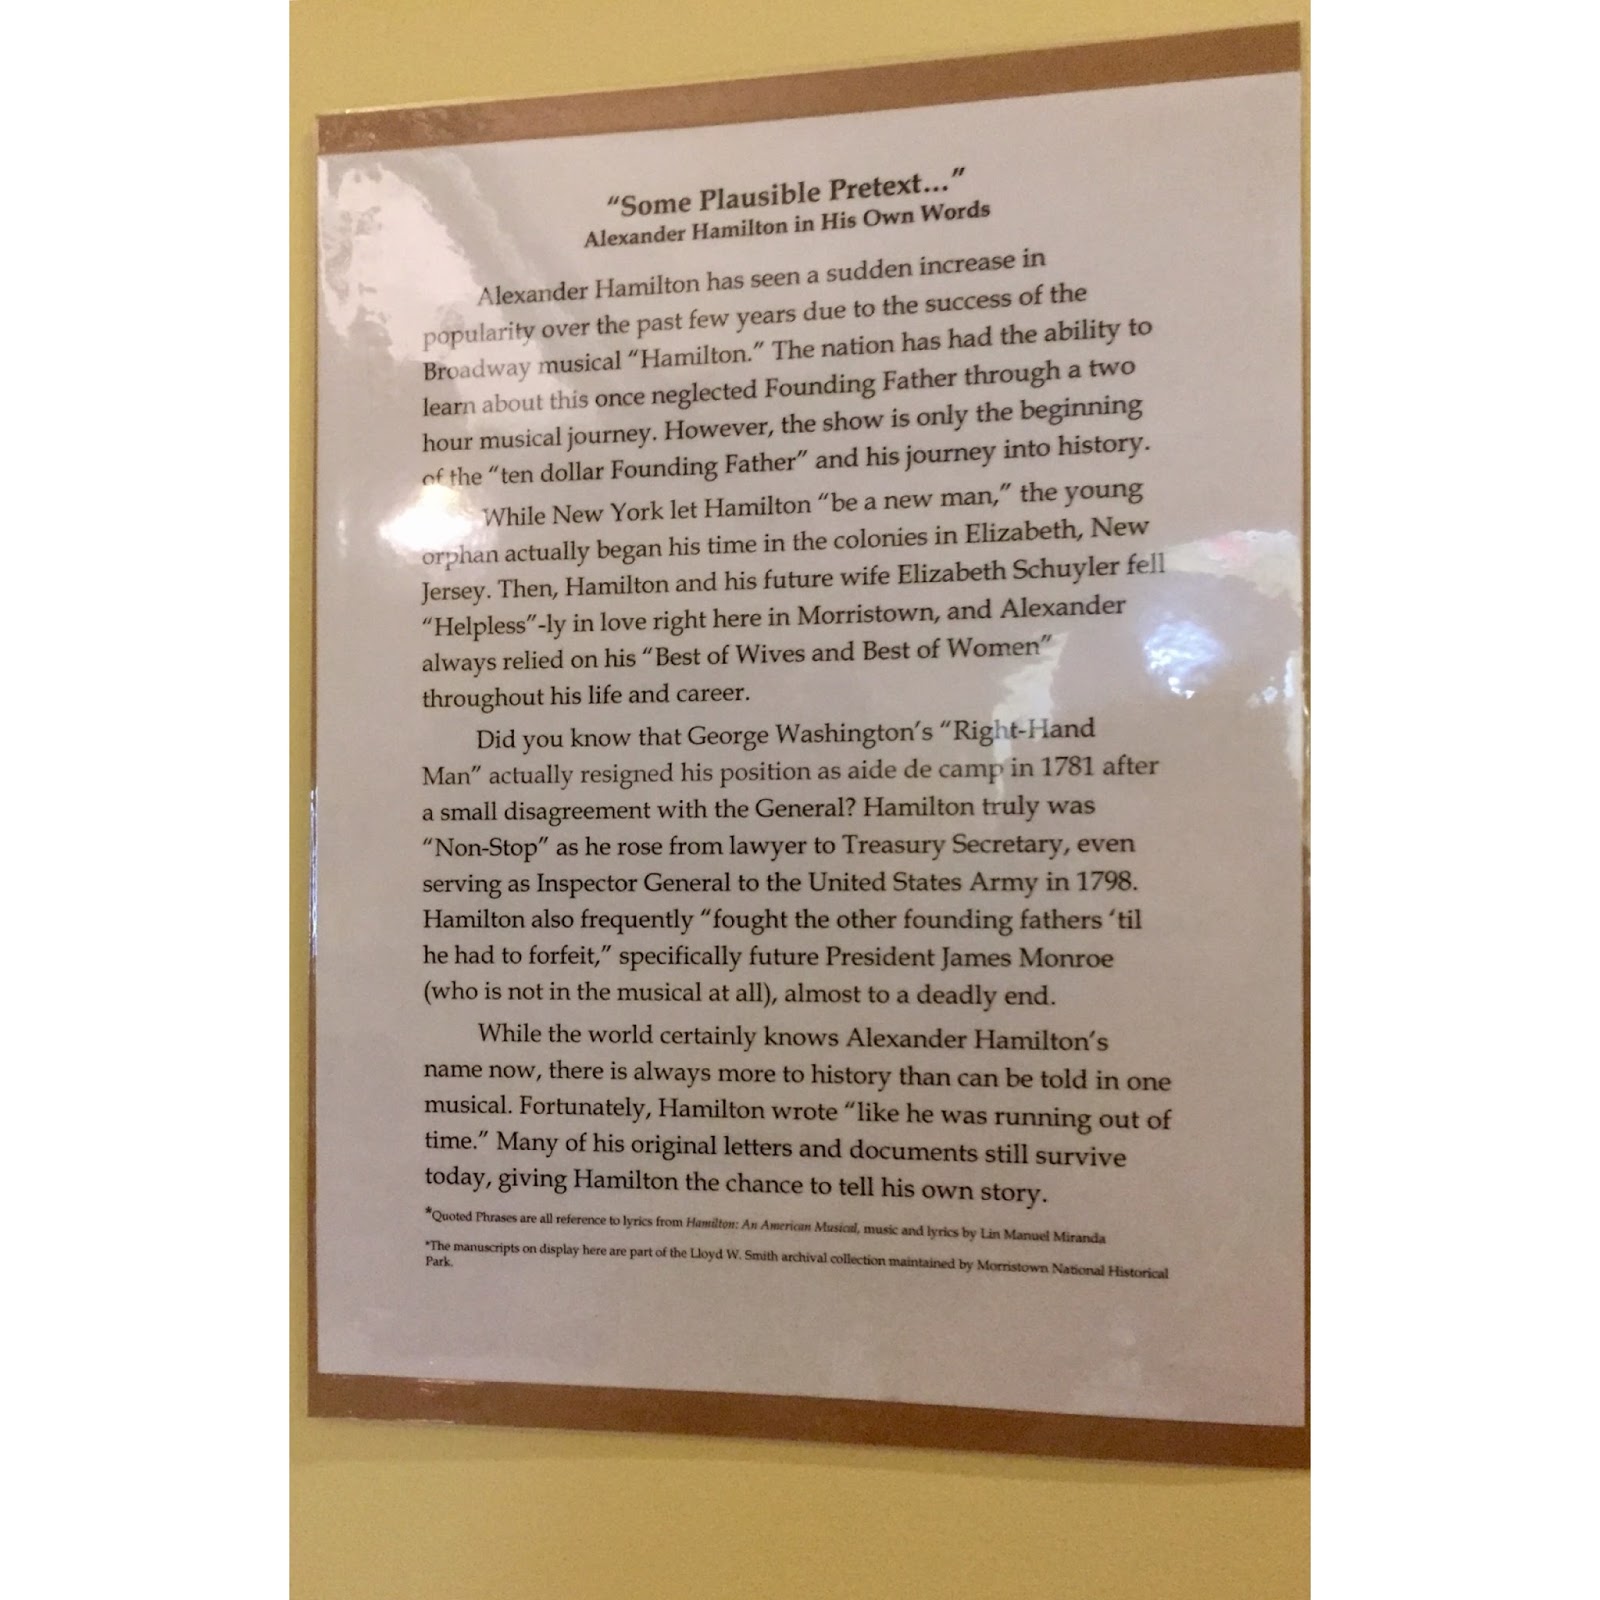 “Some Plausible Pretext...”
Alexander Hamilton in His Own Words
Alexander Hamilton has seen a sudden increase in
popularity over the past few years due to the success of the
Broadway musical “Hamilton.” The nation has had the ability to
learn about this once neglected Founding Father through a two
hour musical journey. However, the show is only the beginning
of the “ten dollar Founding Father” and his journey into history.
While New York let Hamilton “be a new man,” the young
orphan actually began his time in the colonies in Elizabeth, New
Jersey. Then, Hamilton and his future wife Elizabeth Schuyler fell
“Helpless”-ly in love right here in Morristown, and Alexander
always relied on his “Best of Wives and Best of Women”
throughout his life and career.
Did you know that George Washington’s “Right-Hand
Man” actually resigned his position as aide de camp in 1781 after
a small disagreement with the General? Hamilton truly was
“Non-Stop” as he rose from lawyer to Treasury Secretary, even
serving as Inspector General to the United States Army in 1798.
Hamilton also frequently “fought the other founding fathers ‘til
he had to forfeit,” specifically future President James Monroe
(who is not in the musical at all), almost to a deadly end.
While the world certainly knows Alexander Hamilton’s
name now, there is always more to history than can be told in one
musical. Fortunately, Hamilton wrote “like he was running out of
time.” Many of his original letters and documents still survive
today, giving Hamilton the chance to tell his own story.
*Quoted Phrases are all reference to lyrics from Hamilton: An American Musical, music and lyrics by Lin Manuel Miranda
*The manuscripts on display here are part of the Lloyd W. Smith archival collection maintained by Morristown National Historical
Park.